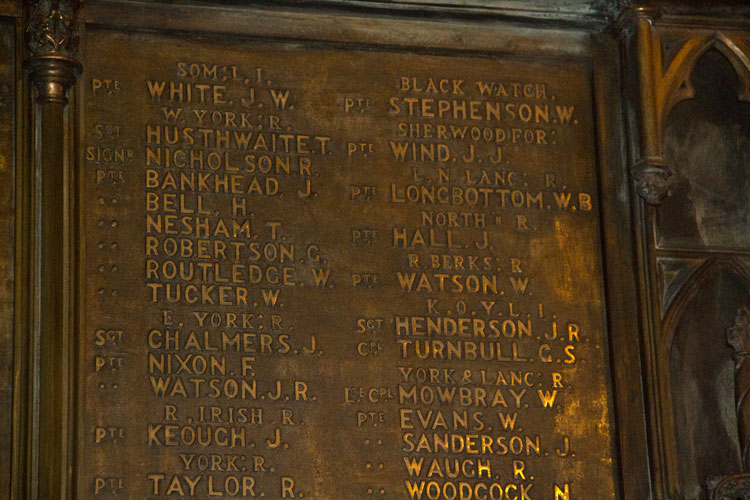 SOM: L. I.
PTE WHITE. J. W.
W. YORK: R.
SGT HUSTHWAITE. T.
SIGNR NICHOLSON R.
PTE BANKHEAD. J.
" BELL. H.
" NESHAM. T.
" ROBERTSON. G.
" ROUTLEDGE. W.
" TUCKER. W.
E. YORK: R.
SGT CHALMERS. J.
PTE NIXON. F.
" WATSON. J. R.
R. IRISH R.
PTE KEOUGH. J.
YORK: R.
PTE TAYLOR. R.
BLACK WATCH.
PTE STEPHENSON. W.
SHERWOOD FOR:
PTE WIND. J. J.
L. N. LANC: R.
PTE LONGBOTTOM. W. B
NORTH R.
PTE HALL. J.
R. BERKS: R
PTE WATSON. W.
K. O. Y. L. I.
SGT HENDERSON. J. R
CPL TURNBULL. G. S
YORK & LANC: R
LCE CPL MOWBRAY. W
PTE EVANS. W.
" SANDERSON. J.
" WAUGH. R.
" WOODCOCK. N.